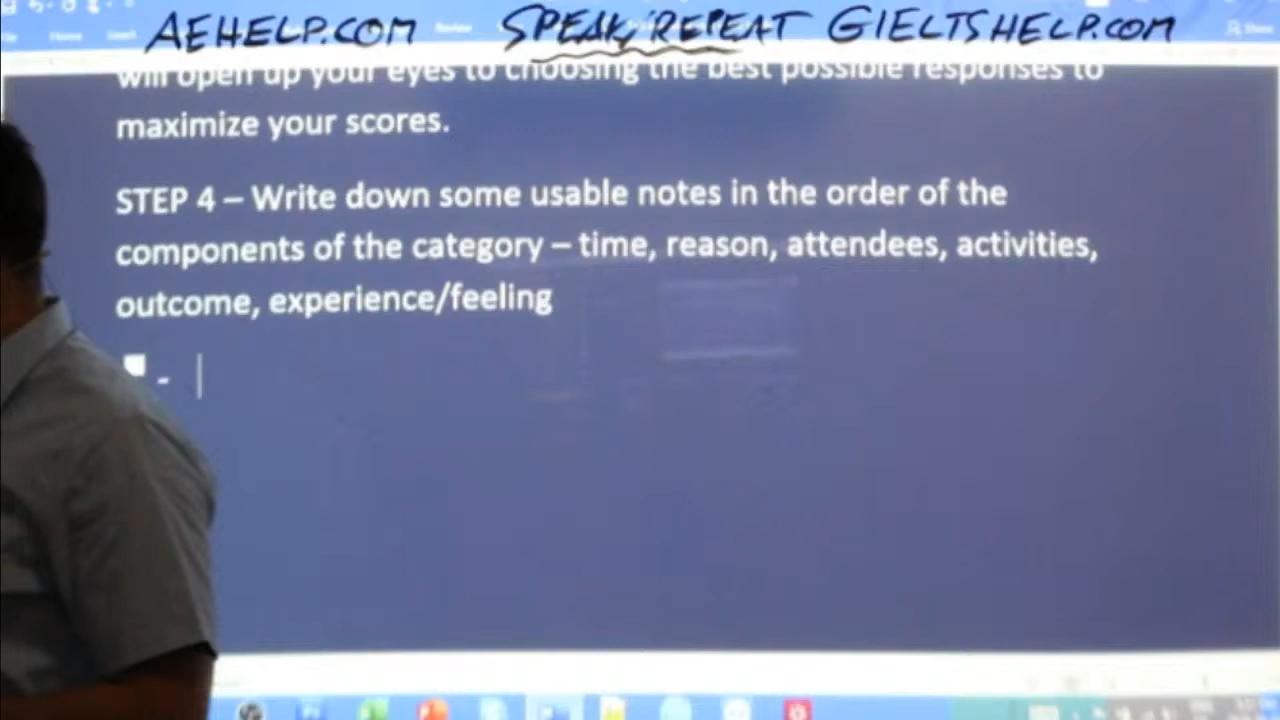 AEHELP.COM SPEAK/REPEAT GIELTSHELP.COM
Home Share
will open up your eyes to choosing the best possible responses to
maximize your scores.
STEP 4 – Write down some usable notes in the order of the
components of the category – time, reason, attendees, activities,
outcome, experience/feeling
-